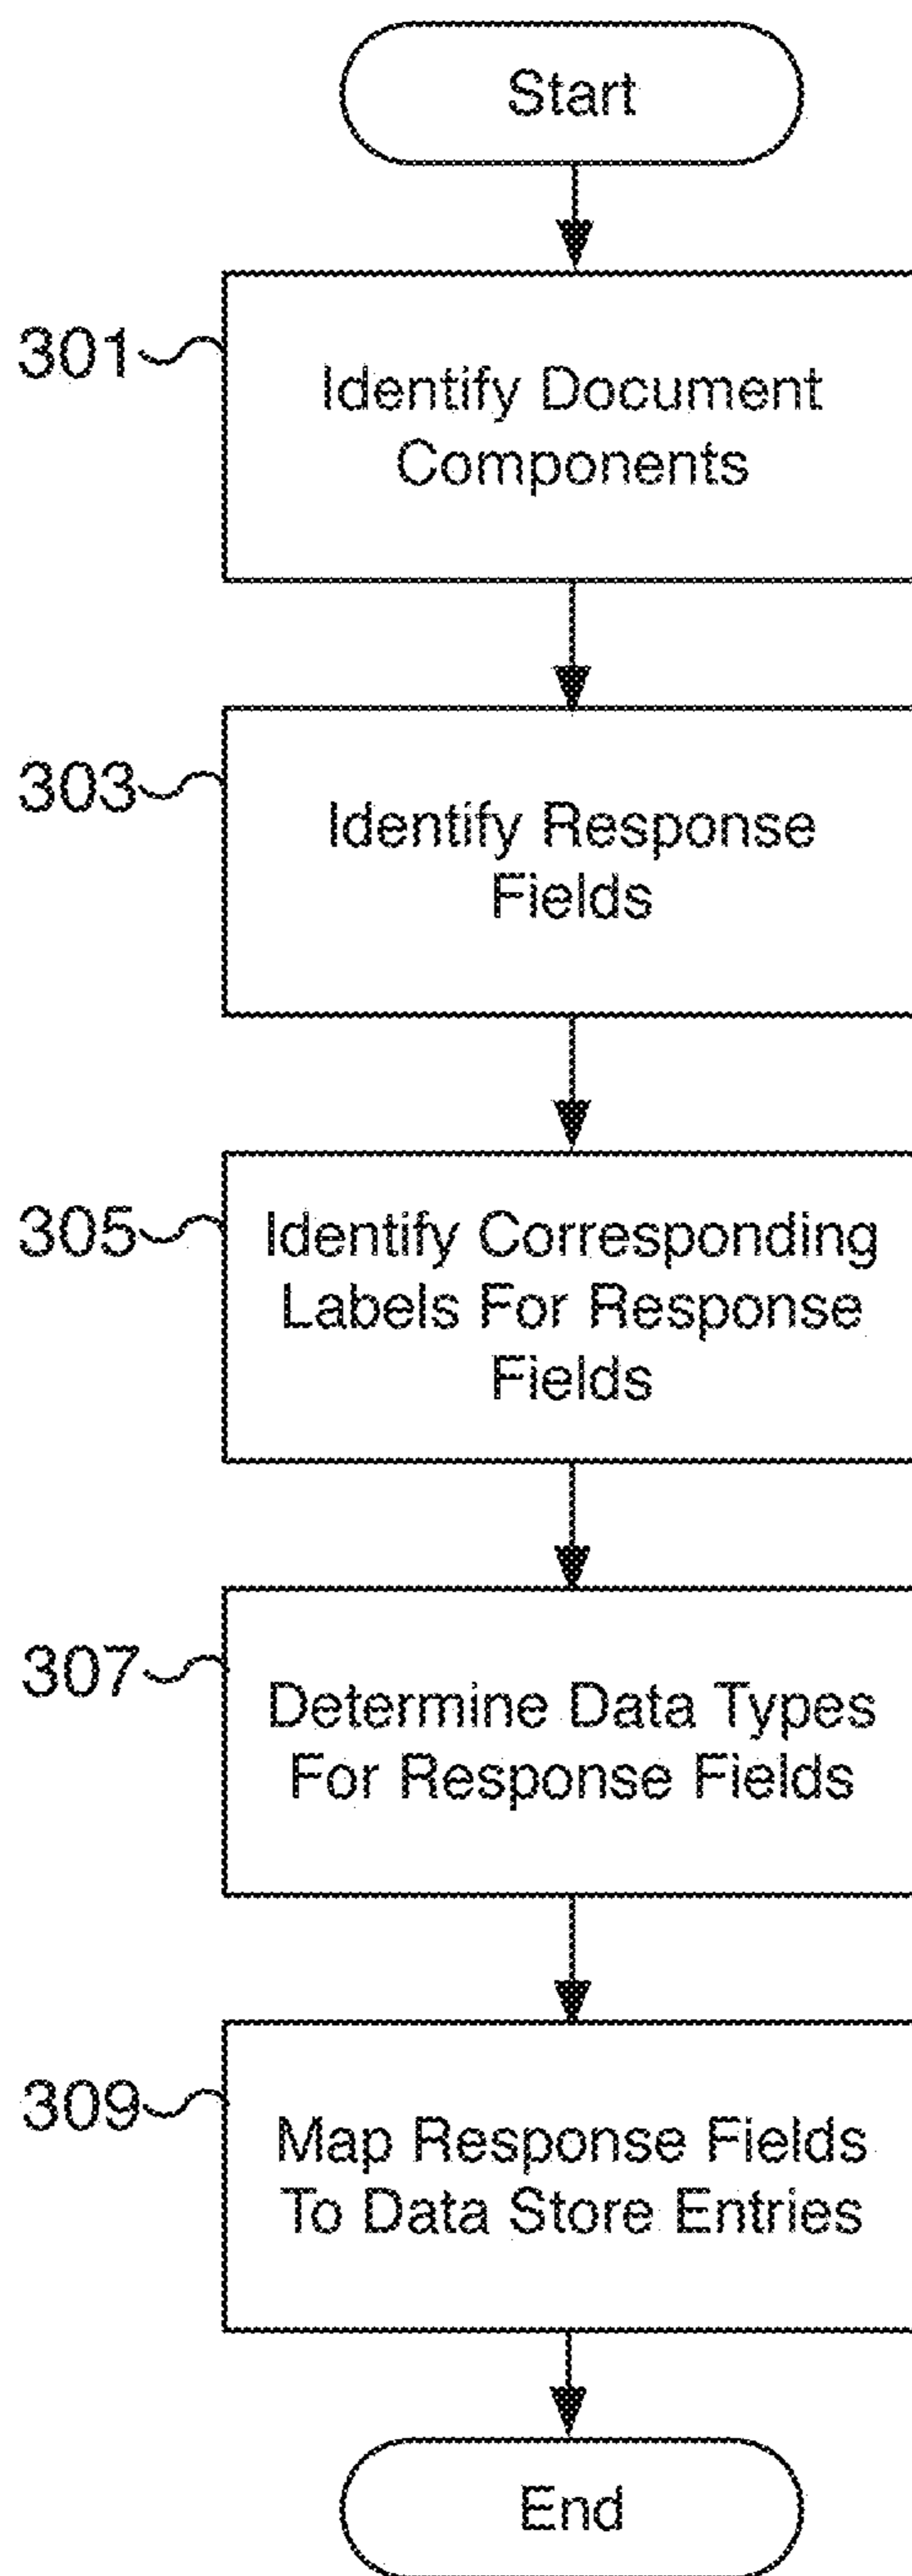 Start
301
Identify Document
Components
303
Identify Response
Fields
305
Identify Corresponding
Labels For Response
Fields
307
Determine Data Types
For Response Fields
309
Map Response Fields
To Data Store Entries
End